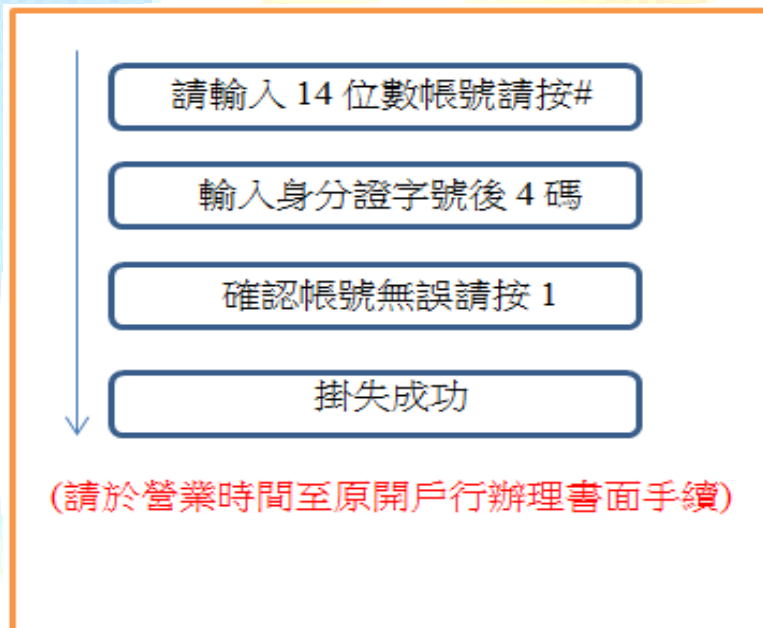 請輸入 14 位數帳號請按#
輸入身分證字號後 4 碼
確認帳號無誤請按 1
掛失成功
(請於營業時間至原開戶行辦理書面手續)